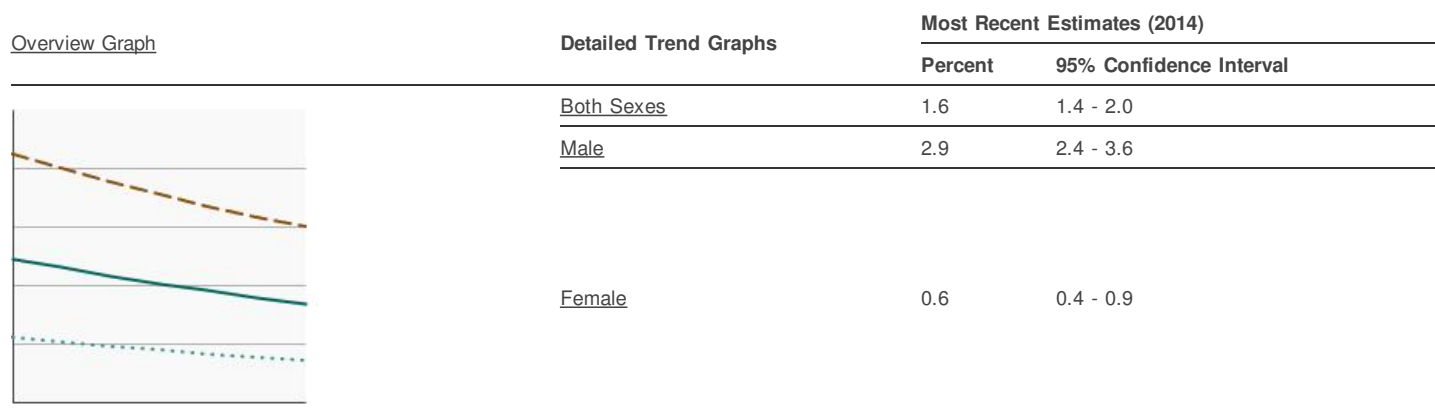 Overview Graph
Detailed Trend Graphs
Most Recent Estimates (2014)
Percent
95% Confidence Interval
Both Sexes 1.6 1.4 - 2.0
Male 2.9 2.4 - 3.6
Female 0.6 0.4 - 0.9